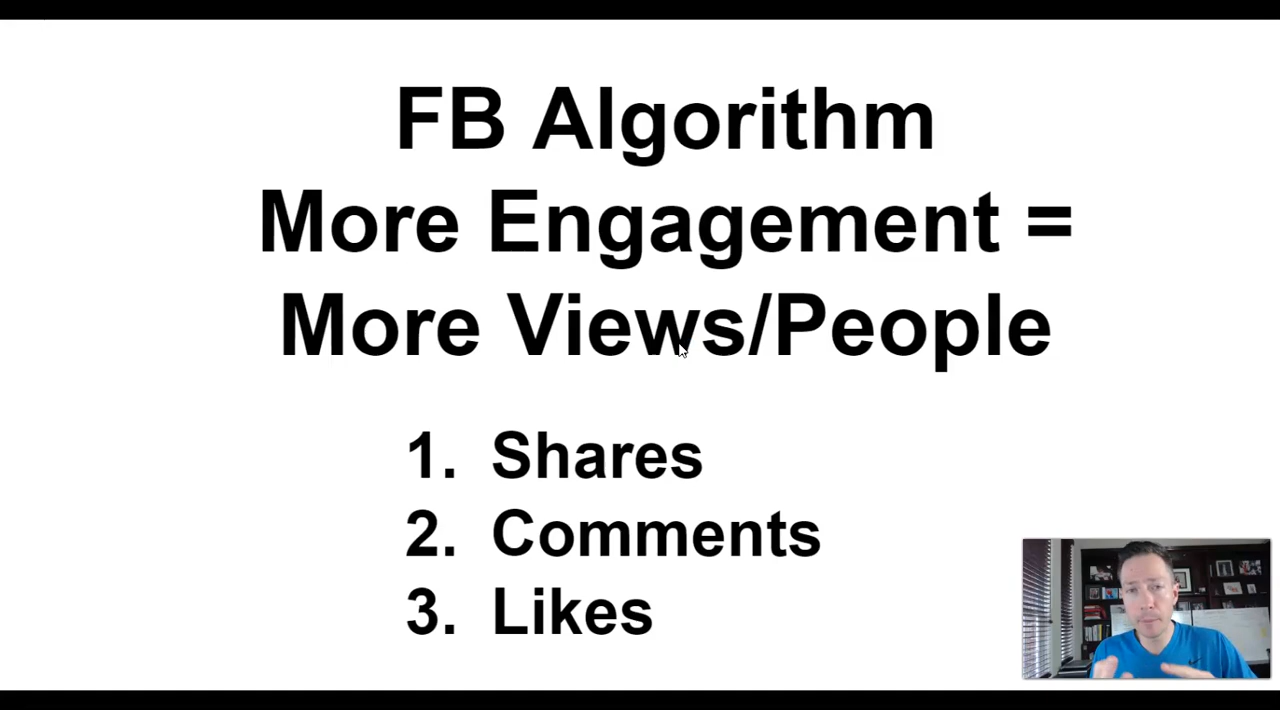 FB Algorithm
More Engagement =
More Views/People
1. Shares
2. Comments
3. Likes